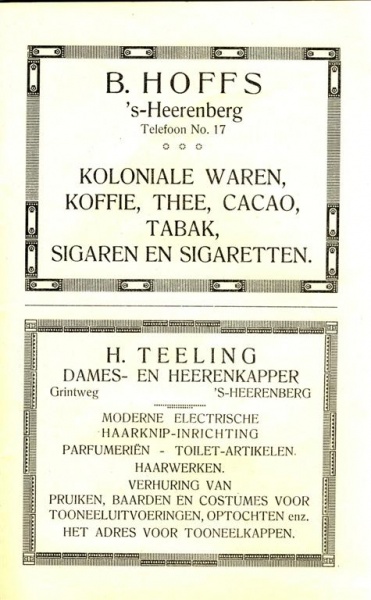 B. HOFFS
's-Heerenberg
Telefoon No. 17
KOLONIALE WAREN,
KOFFIE, THEE, CACAO,
TABAK,
SIGAREN EN SIGARETTEN.
H. TEELING
DAMES- EN HEERENKAPPER
Grintweg 'S-HEERENBERG
MODERNE ELECTRISCHE
HAARKNIP-INRICHTING
PARFUMERIËN - TOILET-ARTIKELEN.
HAARWERKEN.
VERHURING VAN
PRUIKEN, BAARDEN EN COSTUMES VOOR
TOONEELUITVOERINGEN, OPTOCHTEN enz.
HET ADRES VOOR TOONEELKAPPEN.